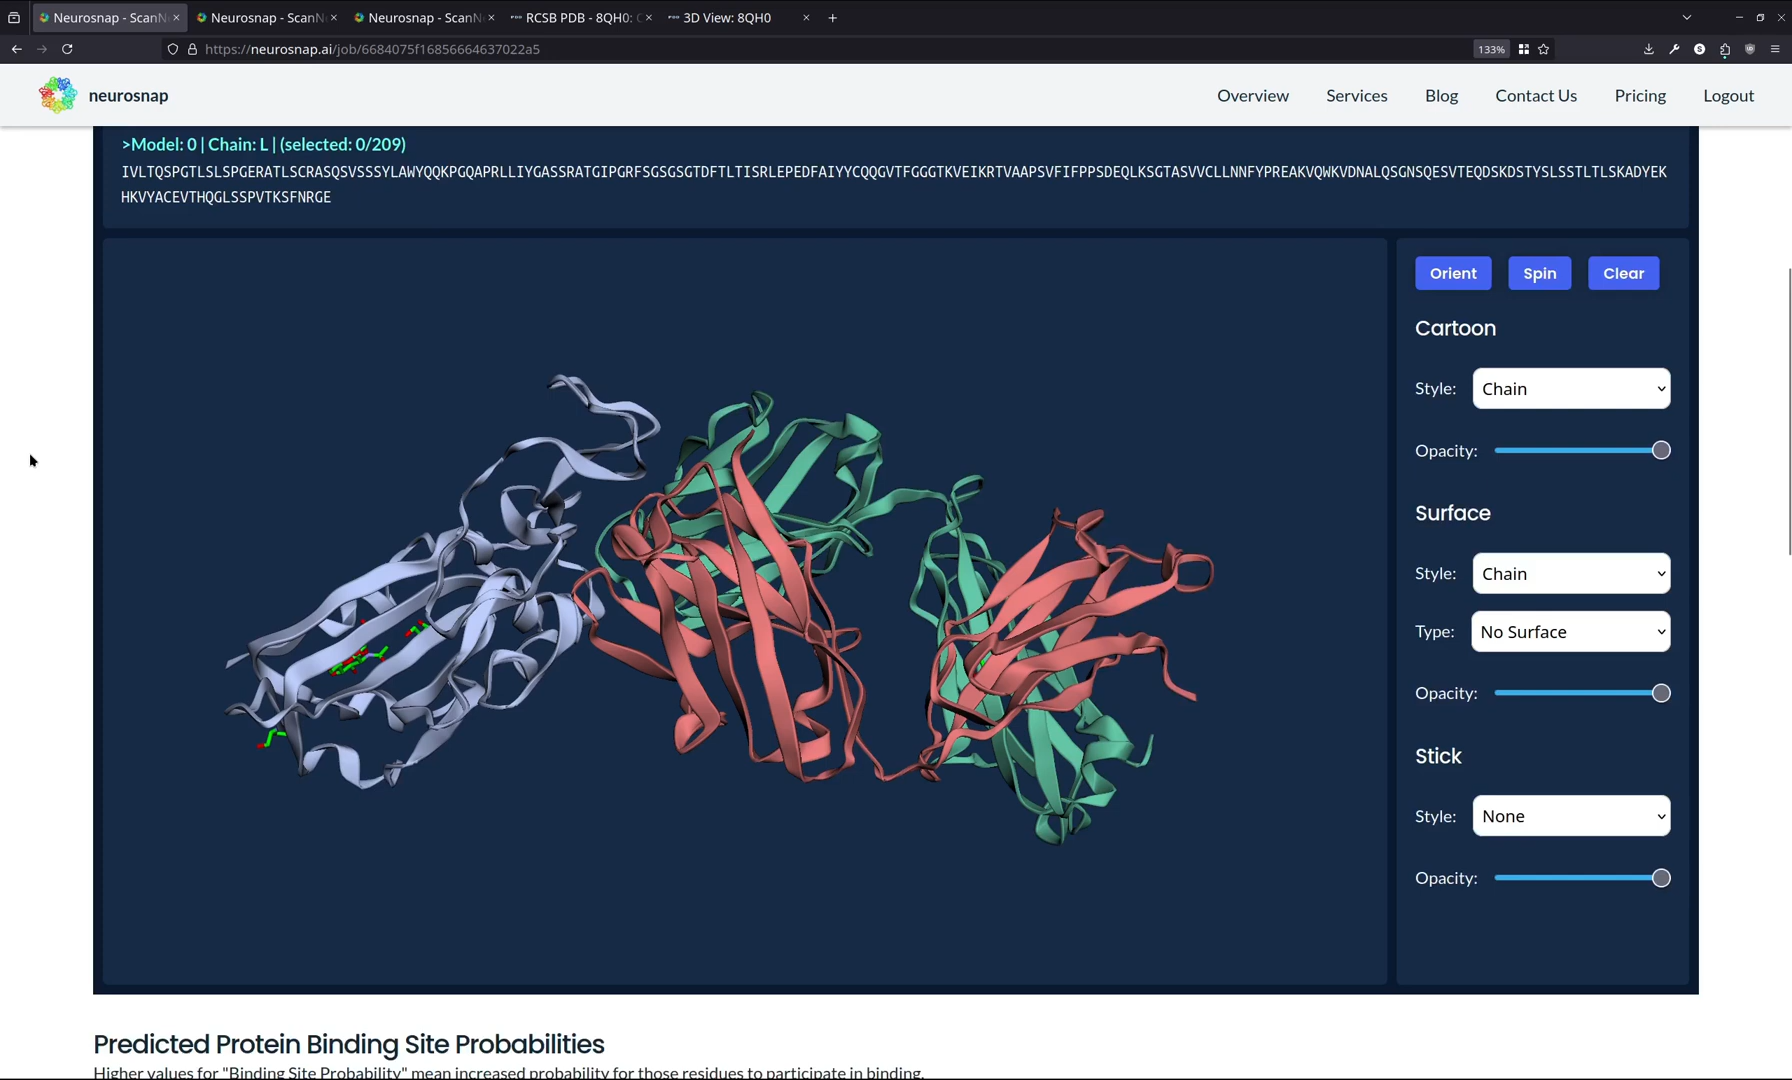 Neurosnap - ScanN
Neurosnap - ScanN
Neurosnap - ScanN
RCSB PDB - 8QH0: C
3D View: 8QH0
https://neurosnap.ai/job/6684075f16856664637022a5
133%
neurosnap
Overview
Services
Blog
Contact Us
Pricing
Logout
>Model: 0 | Chain: L | (selected: 0/209)
IVLTQSPGTLSLSPGERATLSCRASQSVSSSYLAWYQQKPGQAPRLLIYGASSRATGIPGRFSGSGSGTDFTLTISRLEPEDFAIYYCQQGVTFGGGTKVEIKRTVAAPSVFIFPPSDEQLKSGTASVVCLLNNFYPREAKVQWKVDNALQSGNSQESVTEQDSKDSTYSLSSTLTLSKADYEK
HKVYACEVTHQGLSSPVTKSFNRGE
Orient
Spin
Clear
Cartoon
Style:
Chain
Opacity:
Surface
Style:
Chain
Type:
No Surface
Opacity:
Stick
Style:
None
Opacity:
Predicted Protein Binding Site Probabilities
Higher values for "Binding Site Probability" mean increased probability for those residues to participate in binding.